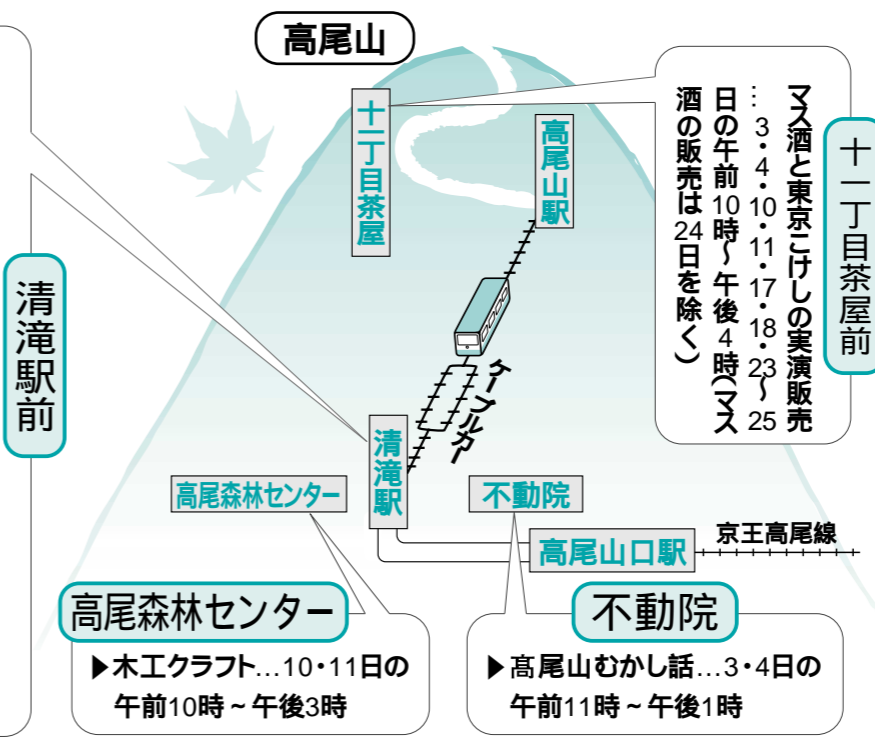 高尾山
十一丁目茶屋
高尾山駅
十一丁目茶屋前
マス酒と東京こけしの実演販売
…3・4・10・11・17・18・23〜25
日の午前10時〜午後4時(マス
酒の販売は24日を除く)
ケーブルカー
清滝駅前
清滝駅
高尾森林センター
不動院
高尾山口駅
京王高尾線
高尾森林センター
▶木工クラフト…10・11日の
午前10時~午後3時
不動院
▶髙尾山むかし話…3・4日の
午前11時~午後1時